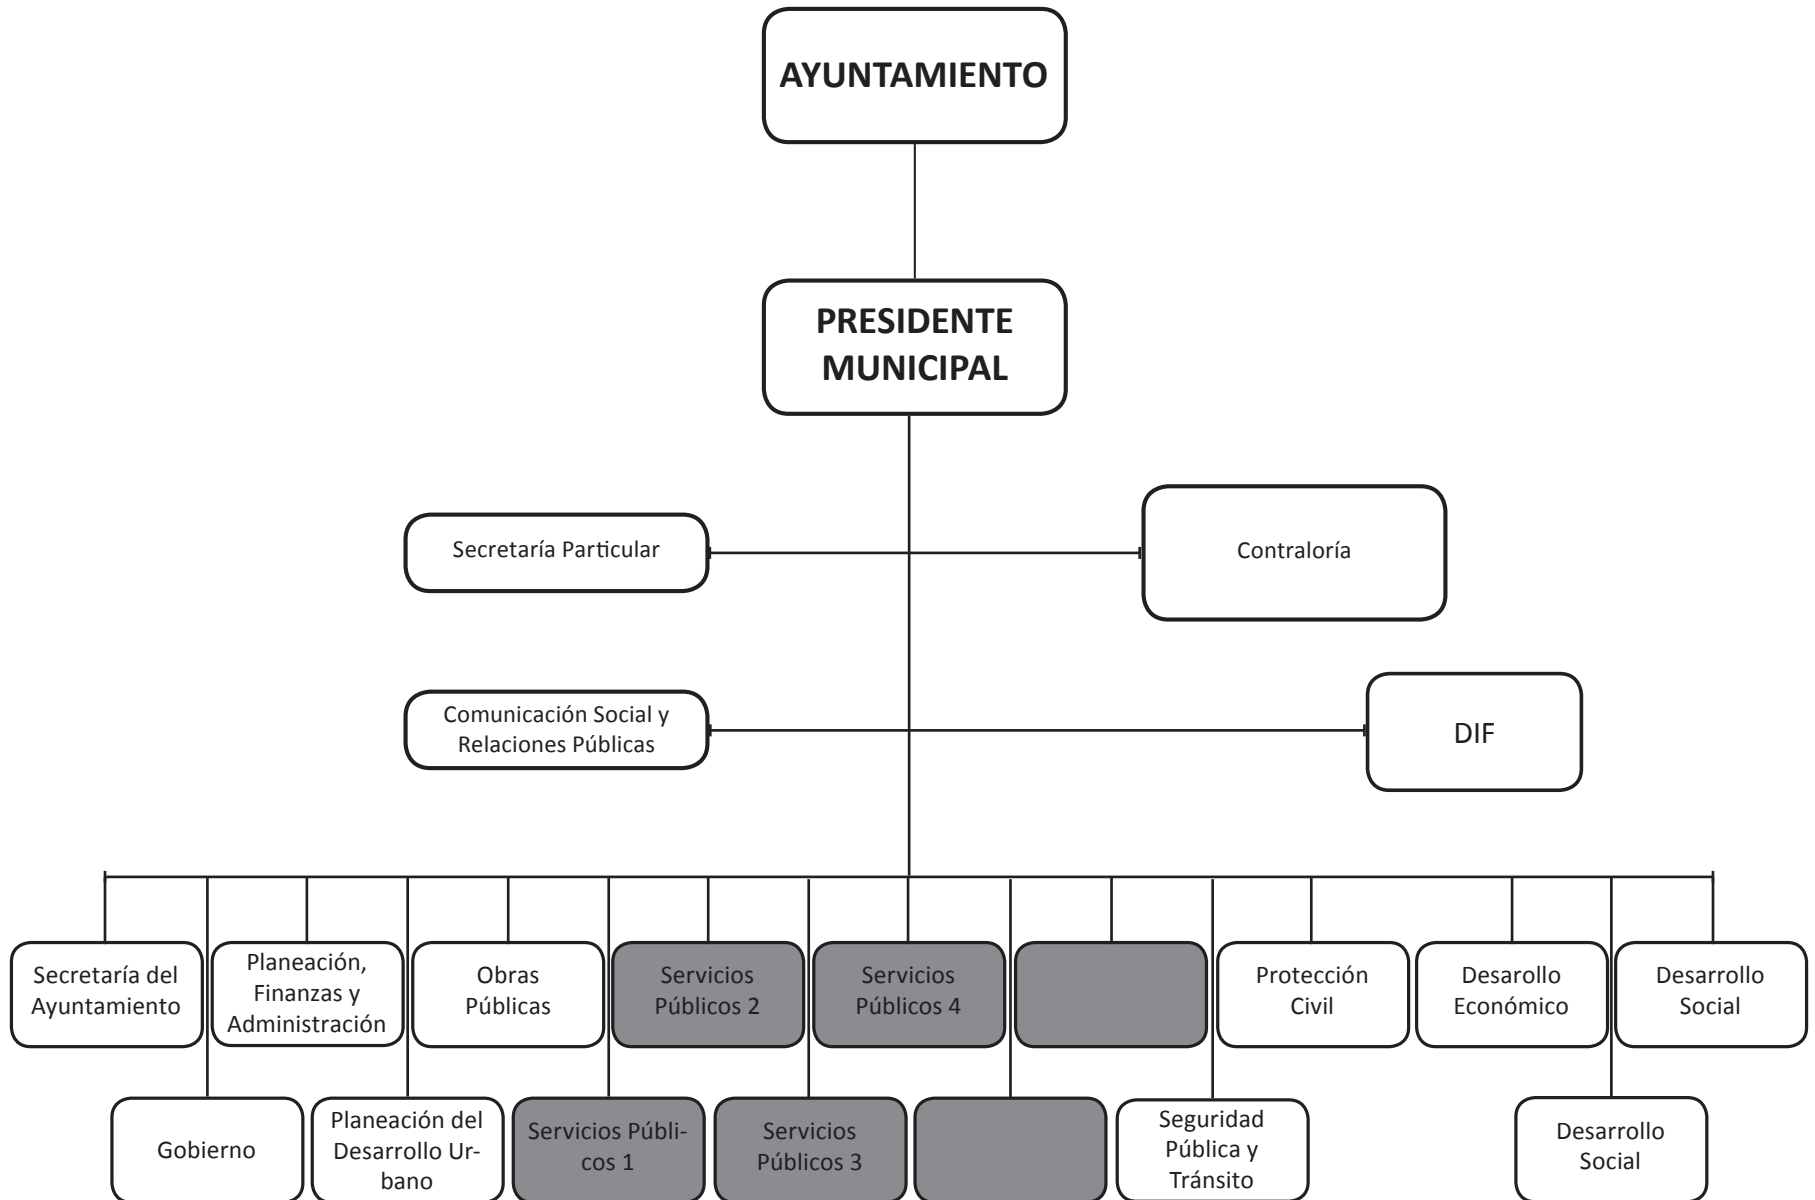 AYUNTAMIENTO
PRESIDENTE
MUNICIPAL
Secretaría Particular
Contraloría
Comunicación Social y
Relaciones Públicas
DIF
Secretaría del
Ayuntamiento
Planeación,
Finanzas y
Administración
Obras
Públicas
Servicios
Públicos 2
Servicios
Públicos 4
Protección
Civil
Desarollo
Económico
Desarrollo
Social
Gobierno
Planeación del
Desarrollo Ur-
bano
Servicios Públi-
cos 1
Servicios
Públicos 3
Seguridad
Pública y
Tránsito
Desarrollo
Social